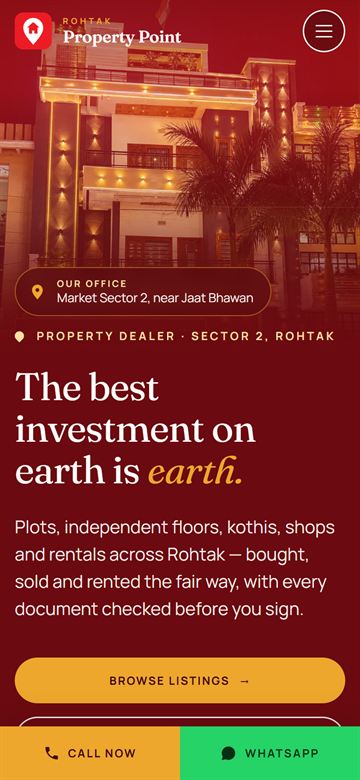 ROHTAK
Property Point
OUR OFFICE
Market Sector 2, near Jaat Bhawan
PROPERTY DEALER · SECTOR 2, ROHTAK
The best
investment on
earth is earth.
Plots, independent floors, kothis, shops
and rentals across Rohtak — bought,
sold and rented the fair way, with every
document checked before you sign.
BROWSE LISTINGS →
CALL NOW
WHATSAPP